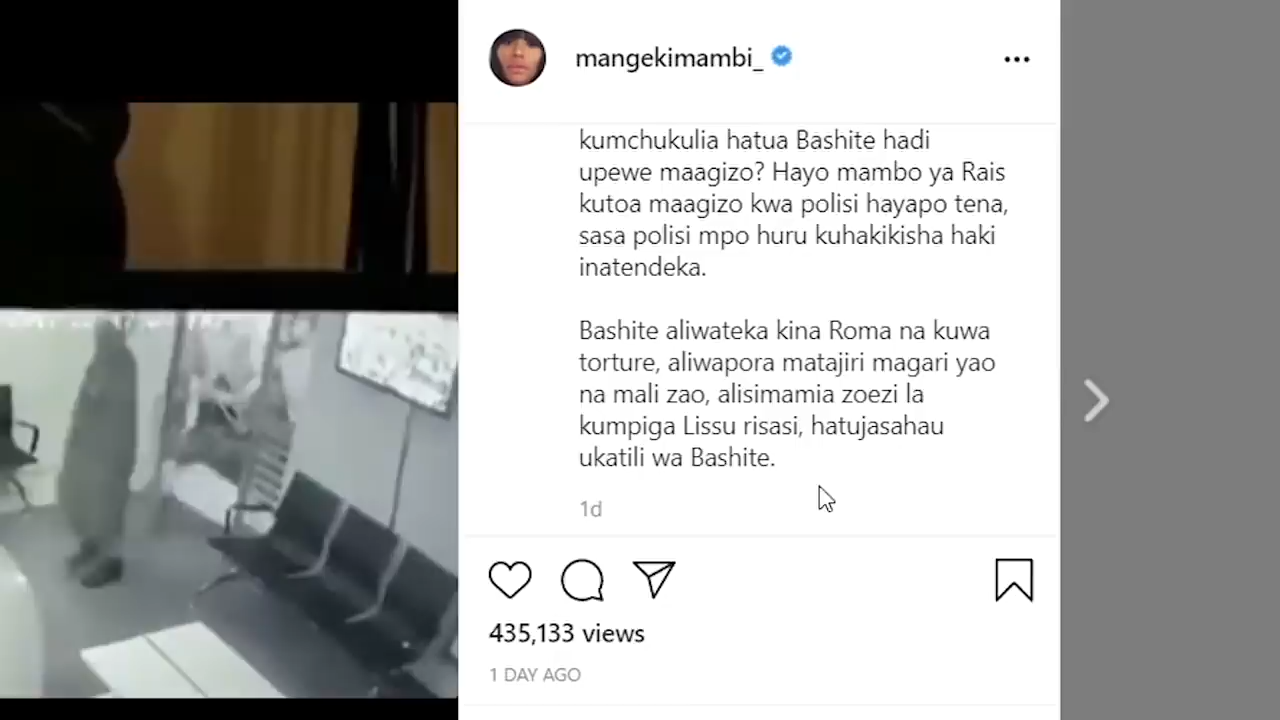 mangekimambi_
kumchukulia hatua Bashite hadi
upewe maagizo? Hayo mambo ya Rais
kutoa maagizo kwa polisi hayapo tena,
sasa polisi mpo huru kuhakikisha haki
inatendeka.
Bashite aliwateka kina Roma na kuwa
torture, aliwapora matajiri magari yao
na mali zao, alisimamia zoezi la
kumpiga Lissu risasi, hatujasahau
ukatili wa Bashite.
1d
435,133 views
1 DAY AGO